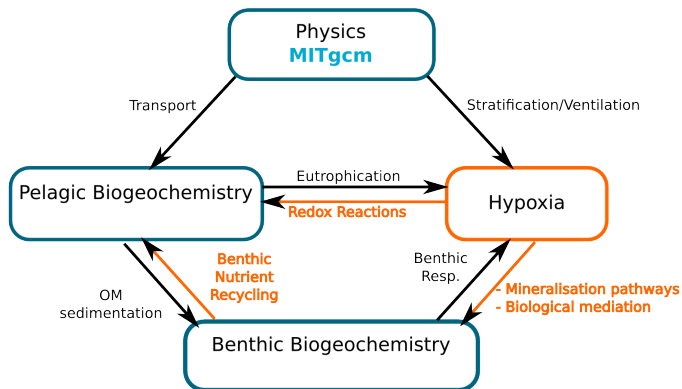 Physics
MITgcm
Transport
Stratification/Ventilation
Pelagic Biogeochemistry
Eutrophication
Redox Reactions
Hypoxia
Benthic
Nutrient
Recycling
Benthic
Resp.
OM
sedimentation
- Mineralisation pathways
- Biological mediation
Benthic Biogeochemistry